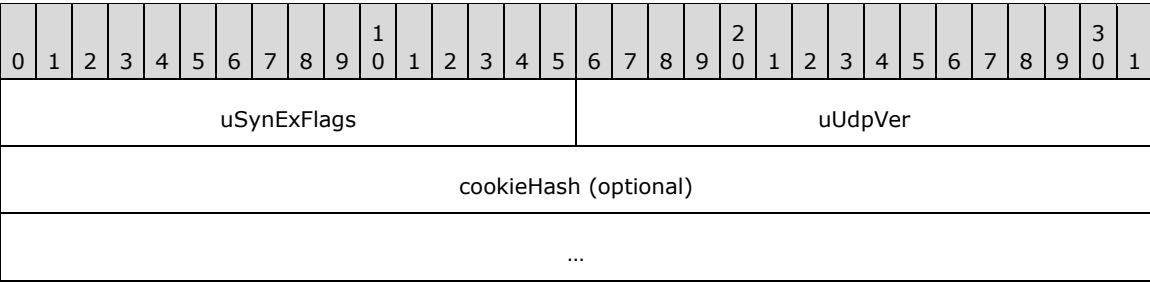 0 1 2 3 4 5 6 7 8 9 1 0 1 2 3 4 5 6 7 8 9 2 0 1 2 3 4 5 6 7 8 9 3 0 1
uSynExFlags uUdpVer
cookieHash (optional)
…